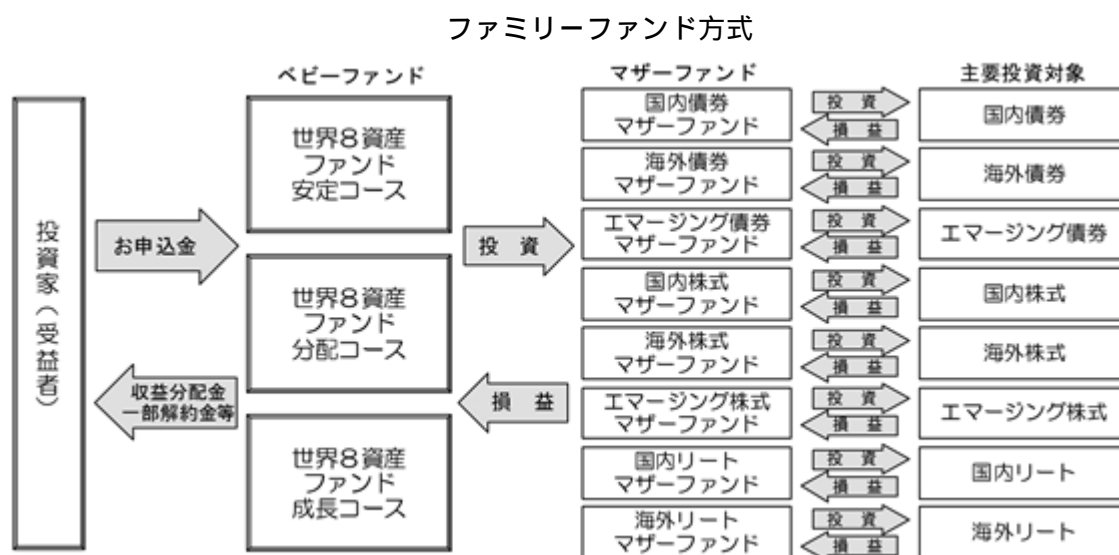 ファミリーファンド方式
ベビーファンド
マザーファンド
主要投資対象
投資家（受益者）
お申込金
収益分配金
一部解約金等
世界8資産
ファンド
安定コース
世界8資産
ファンド
分配コース
世界8資産
ファンド
成長コース
投　資
損　益
国内債券
マザーファンド
投　資
損　益
国内債券
海外債券
マザーファンド
投　資
損　益
海外債券
エマージング債券
マザーファンド
投　資
損　益
エマージング債券
国内株式
マザーファンド
投　資
損　益
国内株式
海外株式
マザーファンド
投　資
損　益
海外株式
エマージング株式
マザーファンド
投　資
損　益
エマージング株式
国内リート
マザーファンド
投　資
損　益
国内リート
海外リート
マザーファンド
投　資
損　益
海外リート